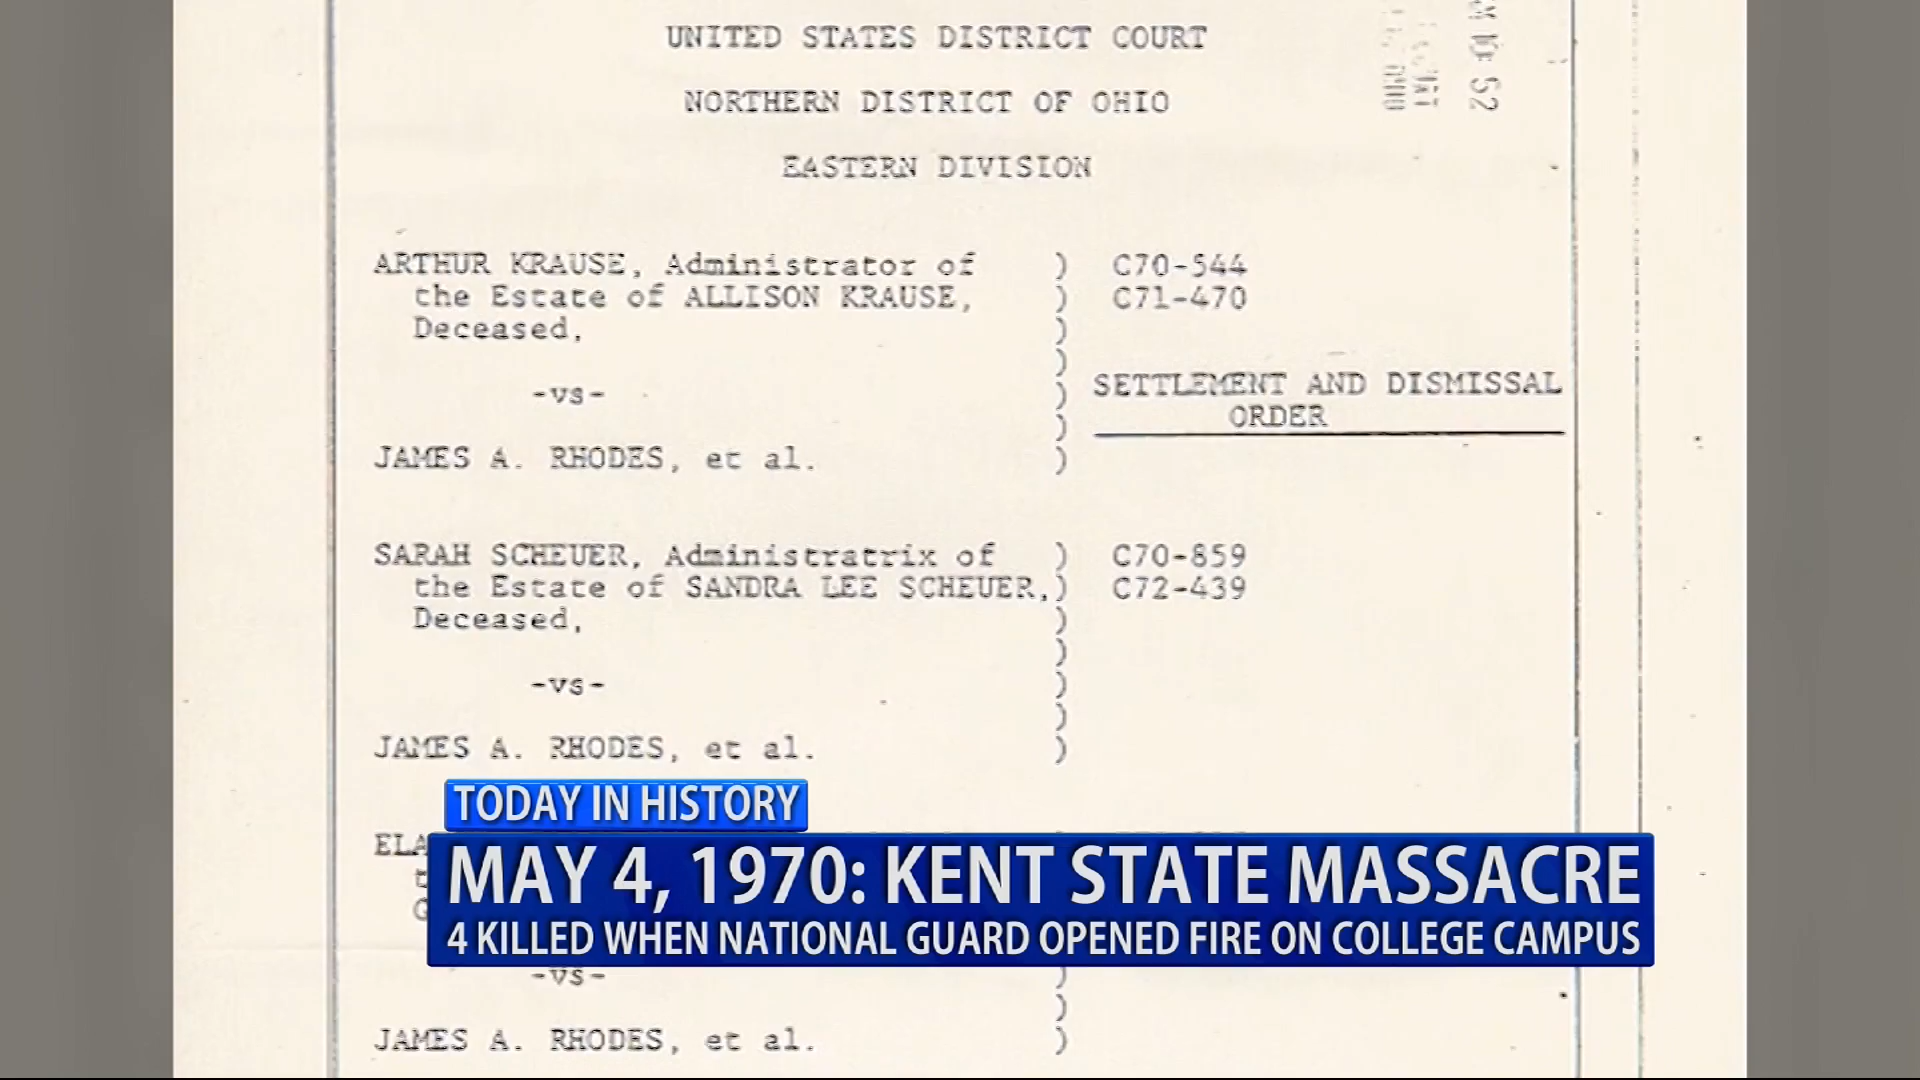 UNITED STATES DISTRICT COURT
NORTHERN DISTRICT OF OHIO
EASTERN DIVISION
52
ARTHUR KRAUSE, Administrator of ) C70-544
the Estate of ALLISON KRAUSE, ) C71-470
Deceased, )
)
-vs- ) SETTLEMENT AND DISMISSAL
) ORDER
JAMES A. RHODES, et al. )
SARAH SCHEUER, Administratrix of ) C70-859
the Estate of SANDRA LEE SCHEUER, ) C72-439
Deceased, )
)
-vs- )
)
JAMES A. RHODES, et al. )
TODAY IN HISTORY
ELA
MAY 4, 1970: KENT STATE MASSACRE
4 KILLED WHEN NATIONAL GUARD OPENED FIRE ON COLLEGE CAMPUS
-vs- )
)
JAMES A. RHODES, et al. )